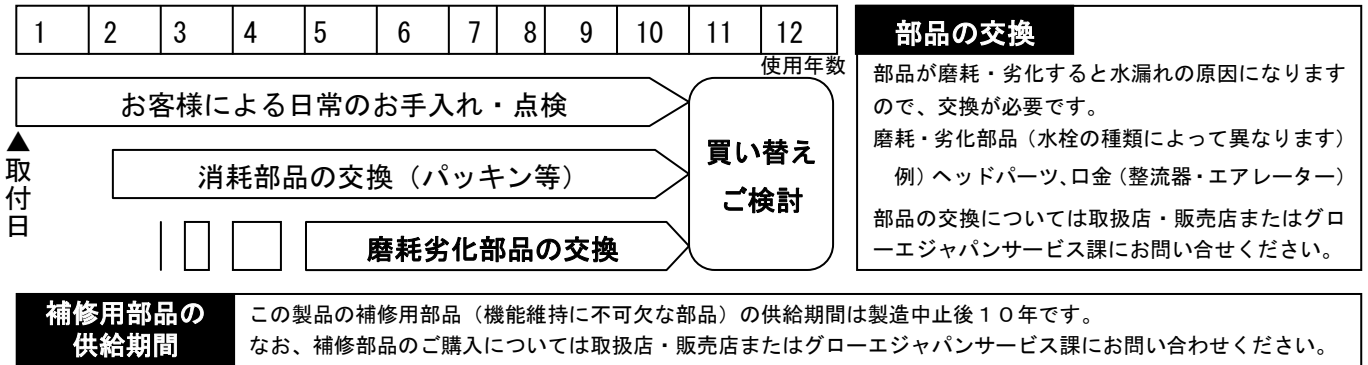 1 2 3 4 5 6 7 8 9 10 11 12
使用年数
お客様による日常のお手入れ・点検
▲
取付日
消耗部品の交換（パッキン等）
磨耗劣化部品の交換
買い替え
ご検討
部品の交換
部品が磨耗・劣化すると水漏れの原因になります
ので、交換が必要です。
磨耗・劣化部品（水栓の種類によって異なります）
例）ヘッドパーツ、口金（整流器・エアレーター）
部品の交換については取扱店・販売店またはグロ
ーエジャパンサービス課にお問い合せください。
補修用部品の
供給期間
この製品の補修用部品（機能維持に不可欠な部品）の供給期間は製造中止後１０年です。
なお、補修部品のご購入については取扱店・販売店またはグローエジャパンサービス課にお問い合わせください。